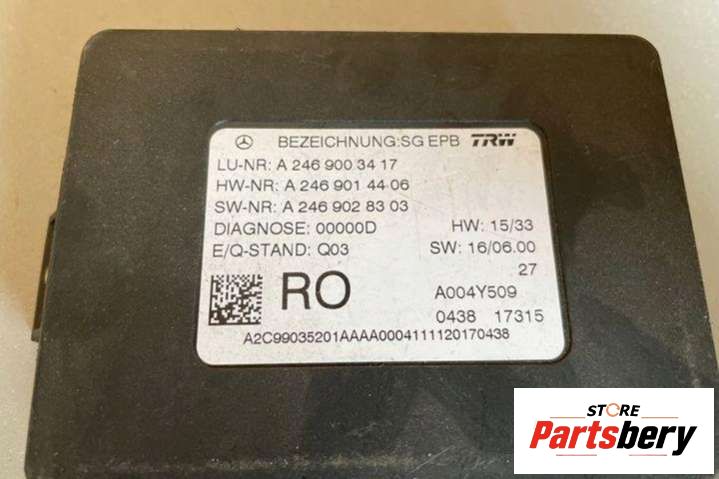 BEZEICHNUNG:SG EPB TRW
LU-NR: A 246 900 34 17
HW-NR: A 246 901 44 06
SW-NR: A 246 902 83 03
DIAGNOSE: 00000D HW: 15/33
E/Q-STAND: Q03 SW: 16/06.00
27
RO A004Y509
0438 17315
A2C99035201AAAA0004111120170438
STORE
Partsbery